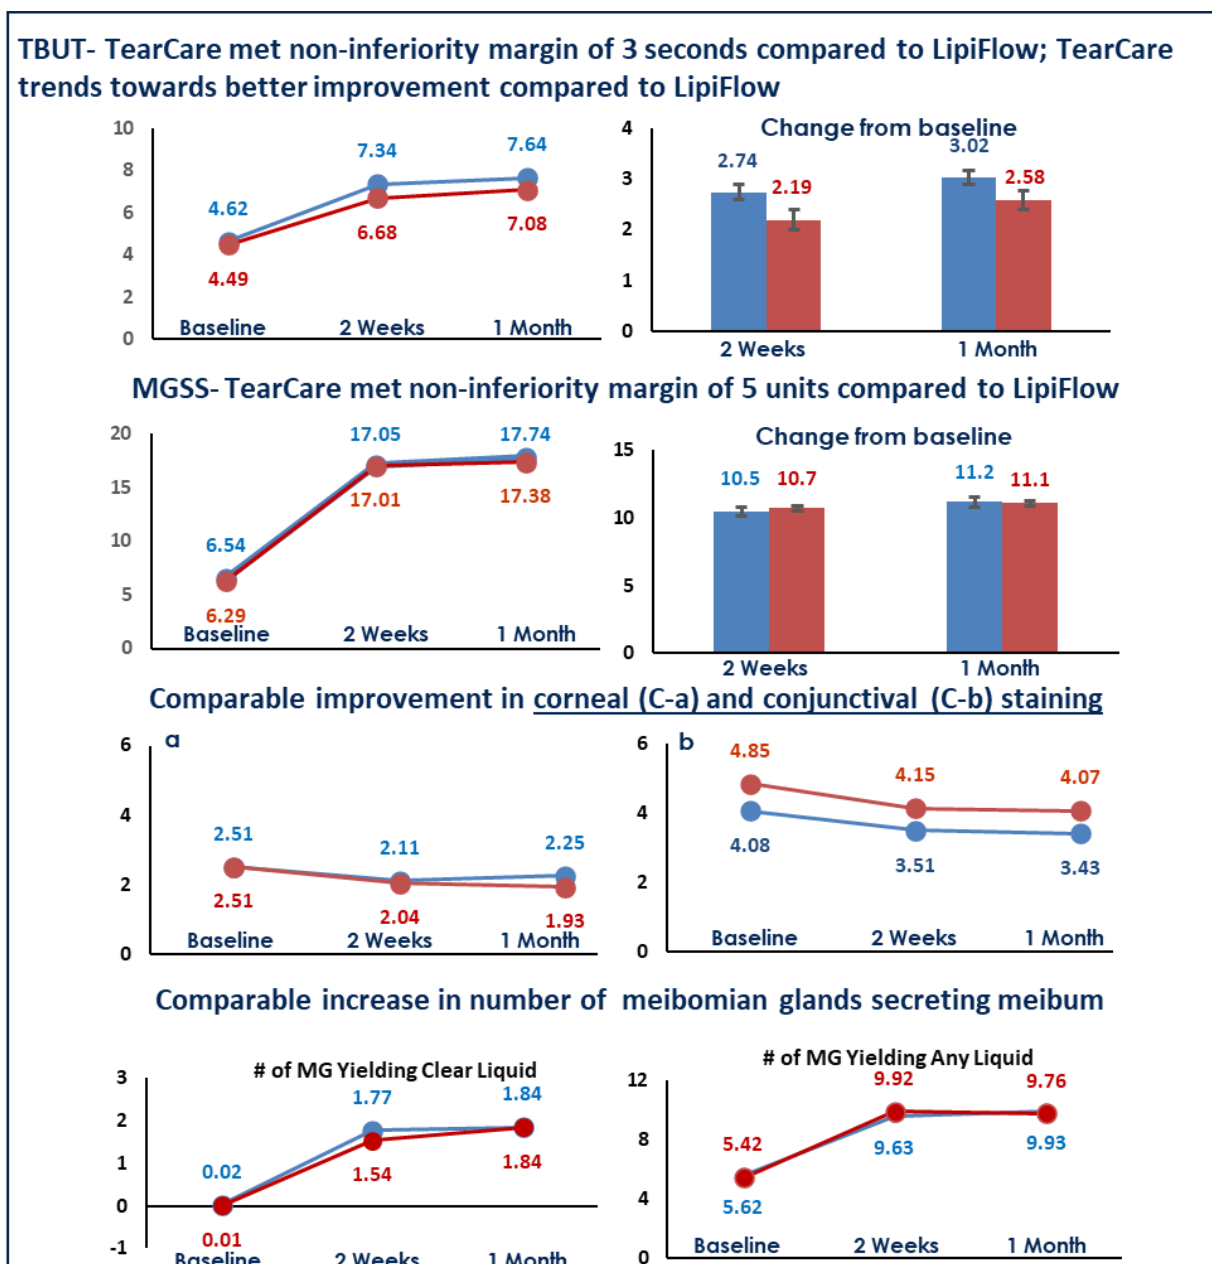 TBUT- TearCare met non-inferiority margin of 3 seconds compared to LipiFlow; TearCare
trends towards better improvement compared to LipiFlow
10
8
6
4
2
0
4.62
7.34
7.64
4.49
6.68
7.08
Baseline
2 Weeks
1 Month
Change from baseline
4
3
2
1
0
2.74
2.19
3.02
2.58
2 Weeks
1 Month
MGSS- TearCare met non-inferiority margin of 5 units compared to LipiFlow
20
15
10
5
0
6.54
17.05
17.74
6.29
17.01
17.38
Baseline
2 Weeks
1 Month
Change from baseline
15
10
5
0
10.5
10.7
11.2
11.1
2 Weeks
1 Month
Comparable improvement in corneal (C-a) and conjunctival (C-b) staining
a
6
4
2
0
2.51
2.11
2.25
2.51
2.04
1.93
Baseline
2 Weeks
1 Month
b
6
4
2
0
4.85
4.15
4.07
4.08
3.51
3.43
Baseline
2 Weeks
1 Month
Comparable increase in number of meibomian glands secreting meibum
# of MG Yielding Clear Liquid
3
2
1
0
-1
0.02
1.77
1.84
0.01
1.54
1.84
Baseline
2 Weeks
1 Month
# of MG Yielding Any Liquid
12
8
4
0
5.42
9.92
9.76
5.62
9.63
9.93
Baseline
2 Weeks
1 Month